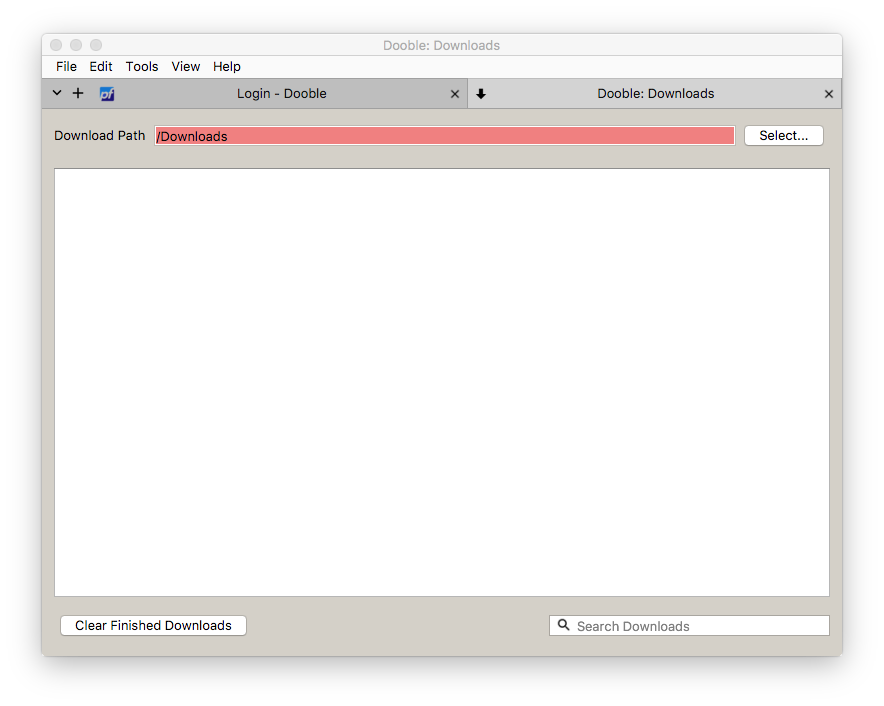 Dooble: Downloads
File Edit Tools View Help
pf Login - Dooble Dooble: Downloads
Download Path /Downloads Select...
Clear Finished Downloads Search Downloads